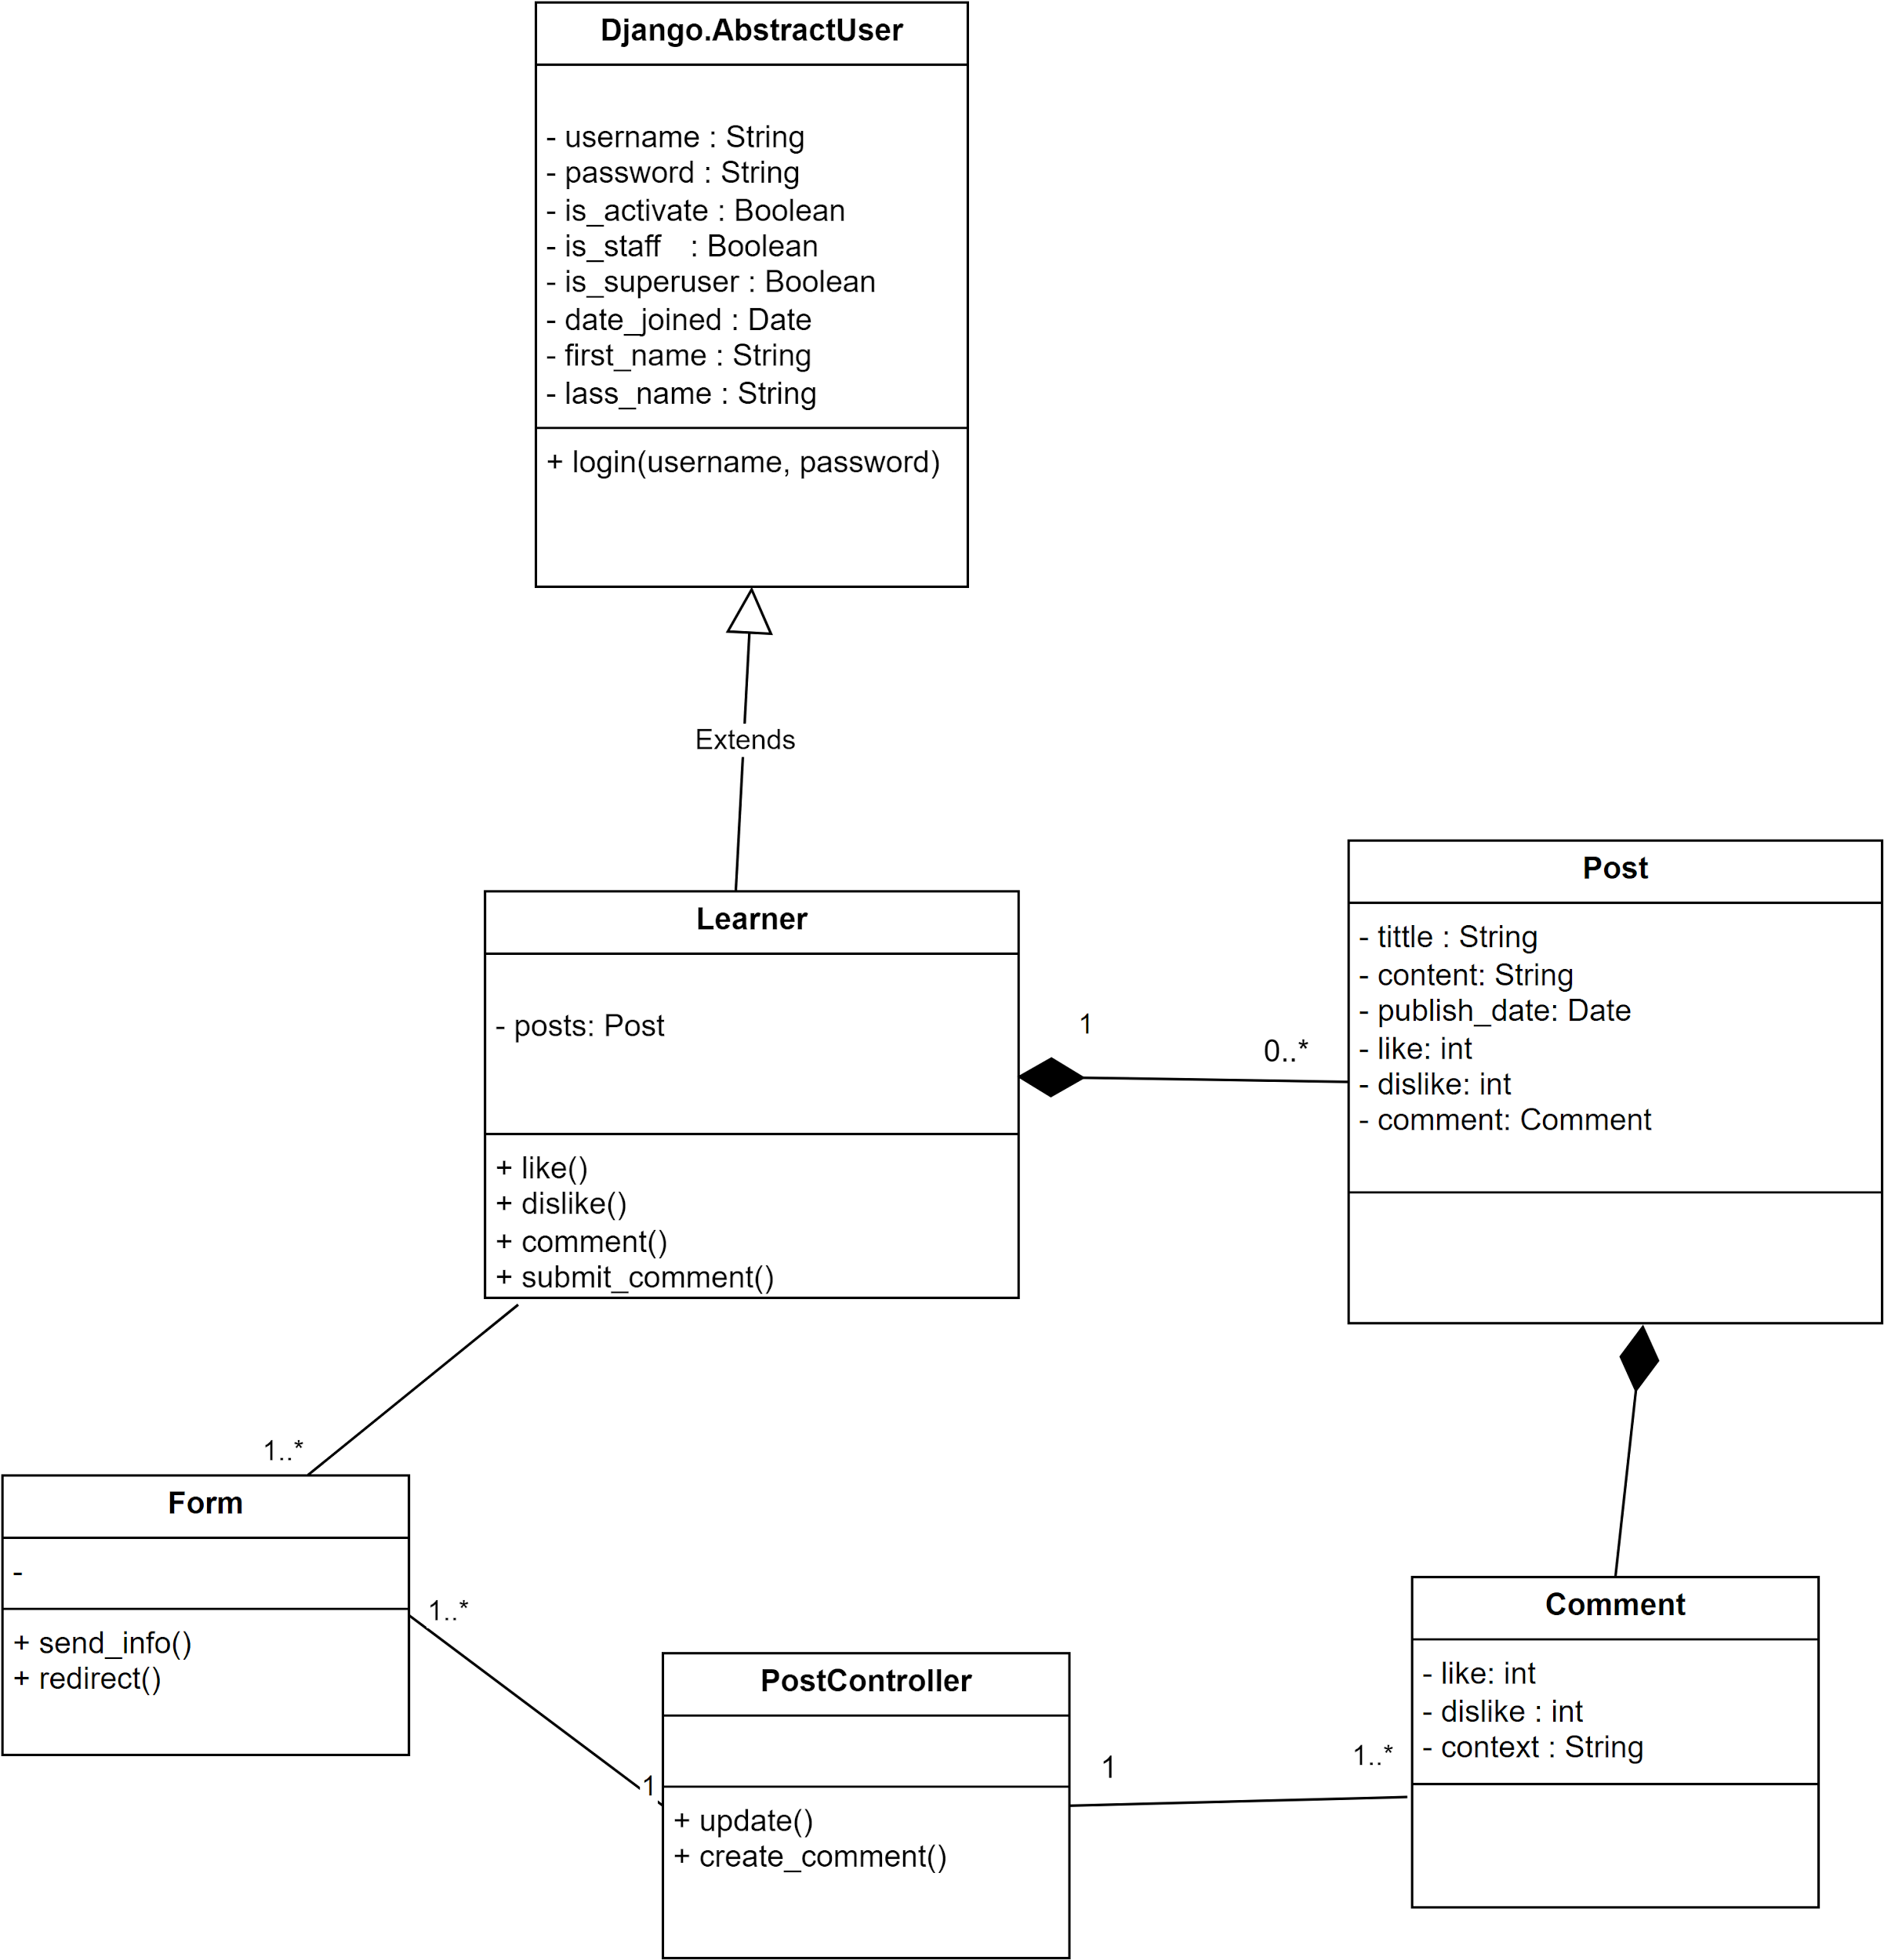 Django.AbstractUser
- username : String
- password : String
- is_activate : Boolean
- is_staff : Boolean
- is_superuser : Boolean
- date_joined : Date
- first_name : String
- lass_name : String
+ login(username, password)
Extends
Learner
- posts: Post
+ like()
+ dislike()
+ comment()
+ submit_comment()
1
0..*
Post
- tittle : String
- content: String
- publish_date: Date
- like: int
- dislike: int
- comment: Comment
1..*
Form
-
+ send_info()
+ redirect()
1..*
1
PostController
+ update()
+ create_comment()
1
1..*
Comment
- like: int
- dislike : int
- context : String